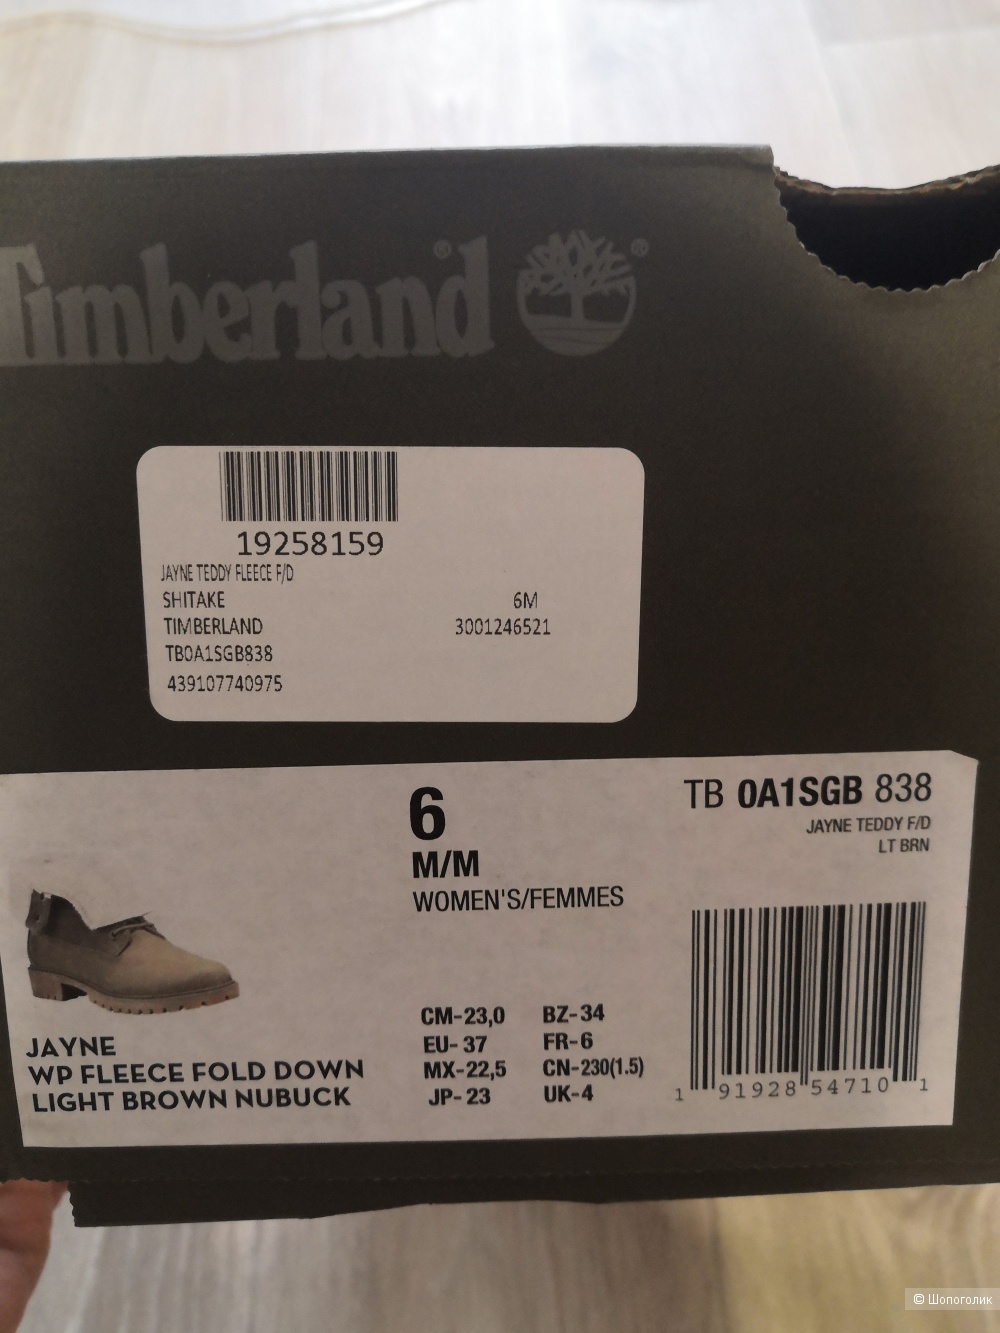 Timberland®
®
19258159
JAYNE TEDDY FLEECE F/D
SHITAKE 6M
TIMBERLAND 3001246521
TB0A1SGB838
439107740975
6
M/M
WOMEN'S/FEMMES
TB 0A1SGB 838
JAYNE TEDDY F/D
LT BRN
JAYNE
WP FLEECE FOLD DOWN
LIGHT BROWN NUBUCK
CM-23,0 BZ-34
EU-37 FR-6
MX-22,5 CN-230(1.5)
JP-23 UK-4
1 91928 54710 1
© Шопоголик